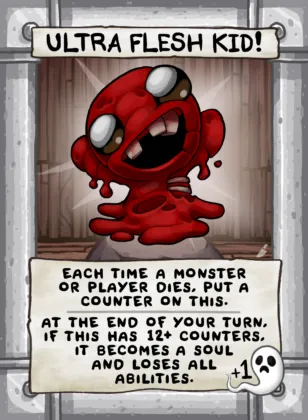 ULTRA FLESH KID!
EACH TIME A MONSTER
OR PLAYER DIES, PUT A
COUNTER ON THIS.
AT THE END OF YOUR TURN,
IF THIS HAS 12+ COUNTERS,
IT BECOMES A SOUL
AND LOSES ALL
ABILITIES.
+1